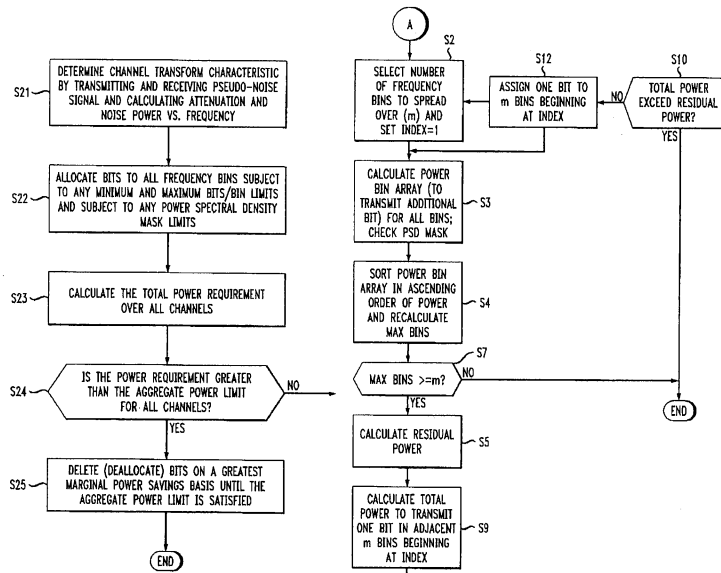 S21
DETERMINE CHANNEL TRANSFORM CHARACTERISTIC
BY TRANSMITTING AND RECEIVING PSEUDO-NOISE
SIGNAL AND CALCULATING ATTENUATION AND
NOISE POWER VS. FREQUENCY
S22
ALLOCATE BITS TO ALL FREQUENCY BINS SUBJECT
TO ANY MINIMUM AND MAXIMUM BITS/BIN LIMITS
AND SUBJECT TO ANY POWER SPECTRAL DENSITY
MASK LIMITS
S23
CALCULATE THE TOTAL POWER REQUIREMENT
OVER ALL CHANNELS
S24
IS THE POWER REQUIREMENT GREATER
THAN THE AGGREGATE POWER LIMIT
FOR ALL CHANNELS?
NO
YES
S25
DELETE (DEALLOCATE) BITS ON A GREATEST
MARGINAL POWER SAVINGS BASIS UNTIL THE
AGGREGATE POWER LIMIT IS SATISFIED
END
A
S2
SELECT NUMBER
OF FREQUENCY
BINS TO SPREAD
OVER (m) AND
SET INDEX=1
S12
ASSIGN ONE BIT TO
m BINS BEGINNING
AT INDEX
S10
TOTAL POWER
EXCEED RESIDUAL
POWER?
NO
YES
CALCULATE POWER
BIN ARRAY (TO
TRANSMIT ADDITIONAL
BIT) FOR ALL BINS;
CHECK PSD MASK
S3
SORT POWER BIN
ARRAY IN ASCENDING
ORDER OF POWER
AND RECALCULATE
MAX BINS
S4
S7
MAX BINS >=m?
NO
YES
END
CALCULATE RESIDUAL
POWER
S5
CALCULATE TOTAL
POWER TO TRANSMIT
ONE BIT IN ADJACENT
m BINS BEGINNING
AT INDEX
S9